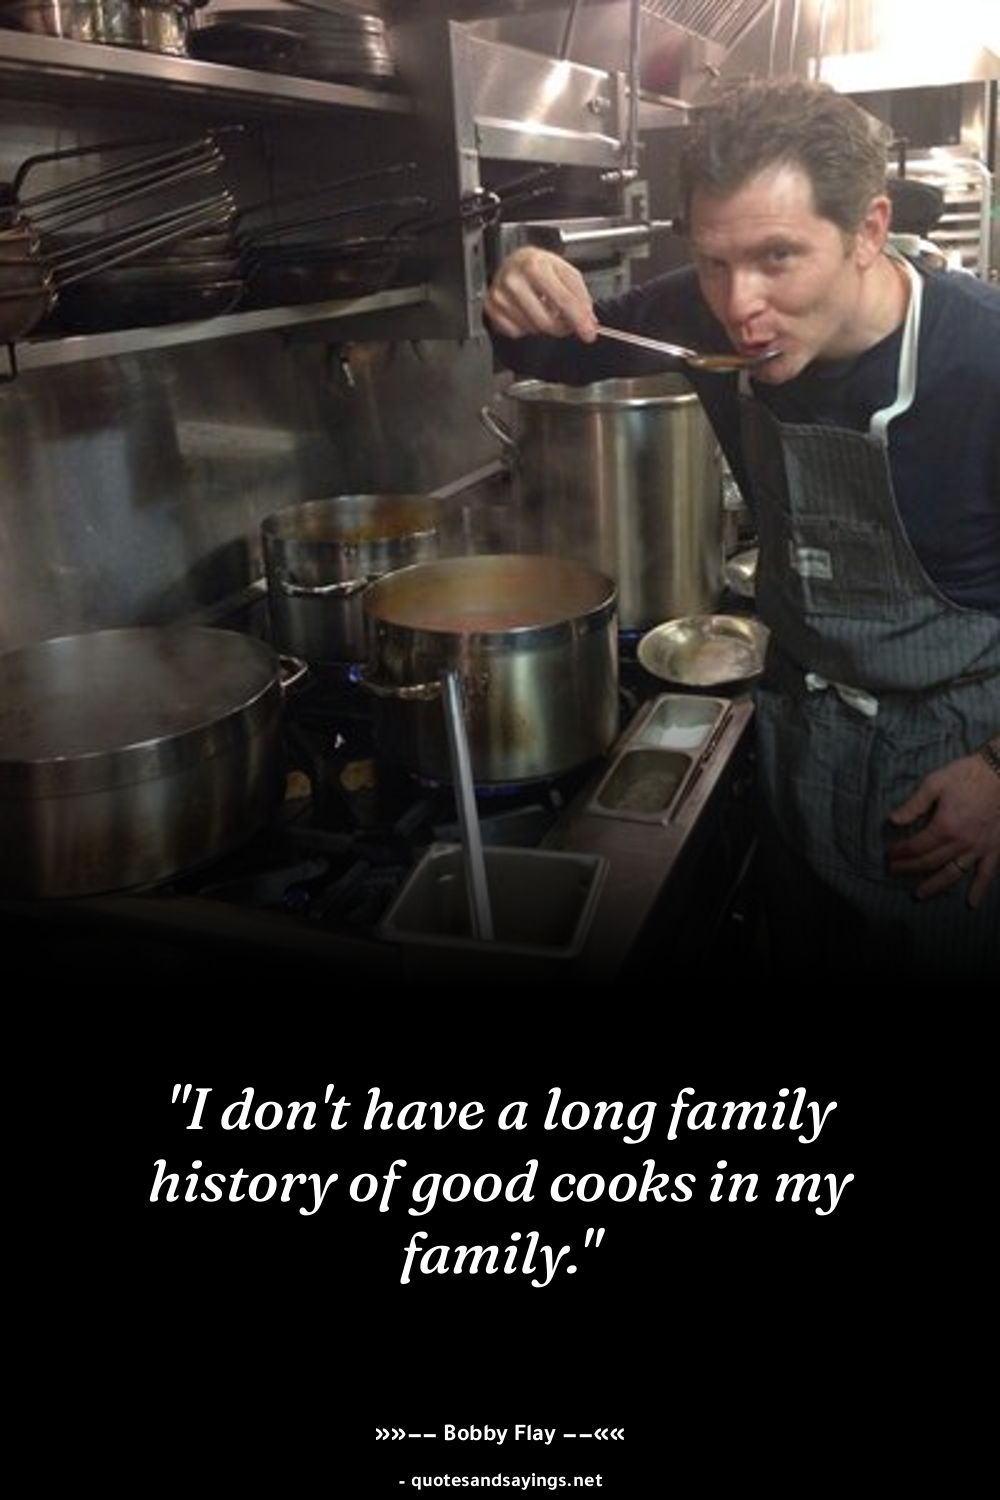 "I don't have a long family
history of good cooks in my
family."
»»–– Bobby Flay ––««
- quotesandsayings.net